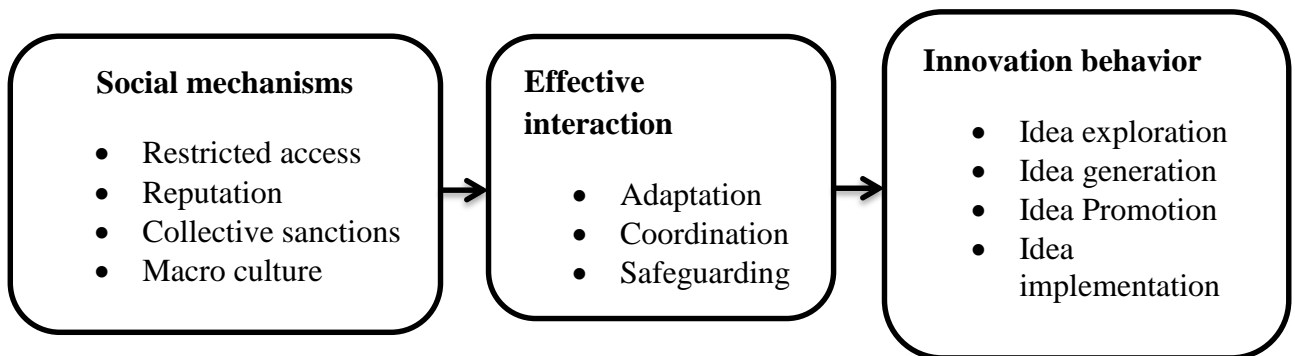 Social mechanisms
• Restricted access
• Reputation
• Collective sanctions
• Macro culture
Effective
interaction
• Adaptation
• Coordination
• Safeguarding
Innovation behavior
• Idea exploration
• Idea generation
• Idea Promotion
• Idea
implementation